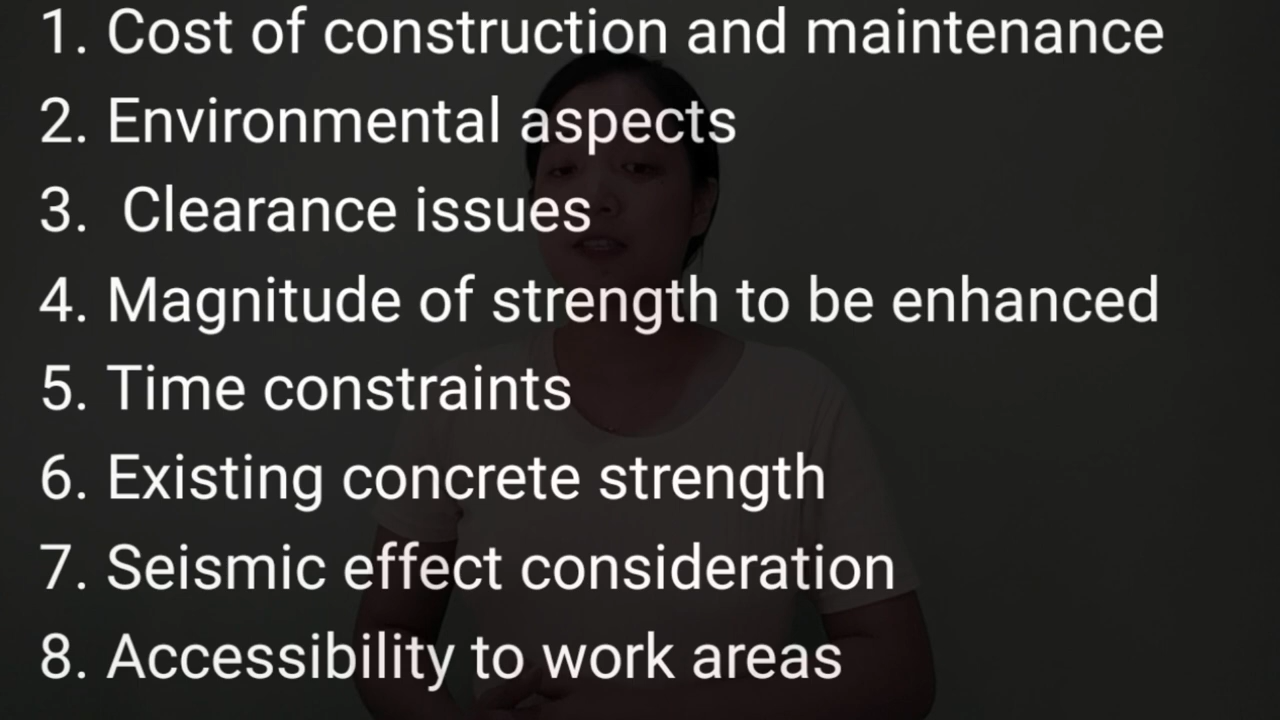 1. Cost of construction and maintenance
2. Environmental aspects
3. Clearance issues
4. Magnitude of strength to be enhanced
5. Time constraints
6. Existing concrete strength
7. Seismic effect consideration
8. Accessibility to work areas